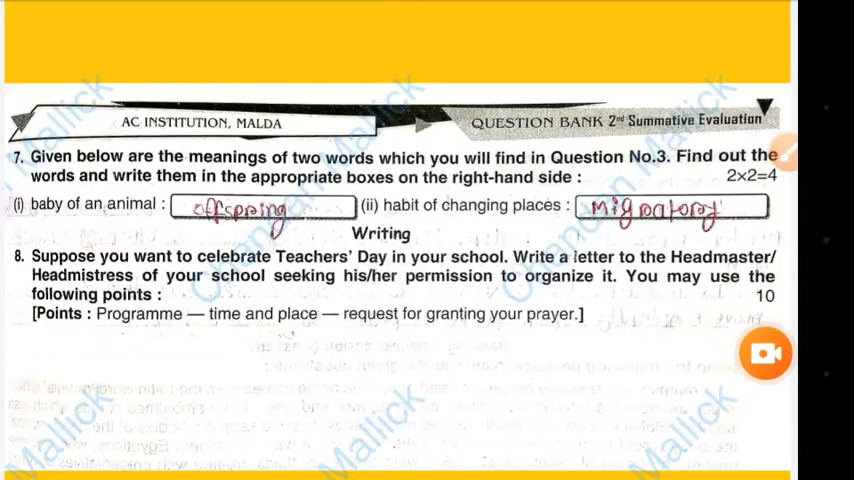 AC INSTITUTION, MALDA
QUESTION BANK 2nd Summative Evaluation
7. Given below are the meanings of two words which you will find in Question No.3. Find out the
words and write them in the appropriate boxes on the right-hand side : 2×2=4
(i) baby of an animal : offspring (ii) habit of changing places : Migratory
Writing
8. Suppose you want to celebrate Teachers' Day in your school. Write a letter to the Headmaster/
Headmistress of your school seeking his/her permission to organize it. You may use the
following points : 10
[Points : Programme — time and place — request for granting your prayer.]
Chandan Mallick
Mallick
Mallick
Mallick